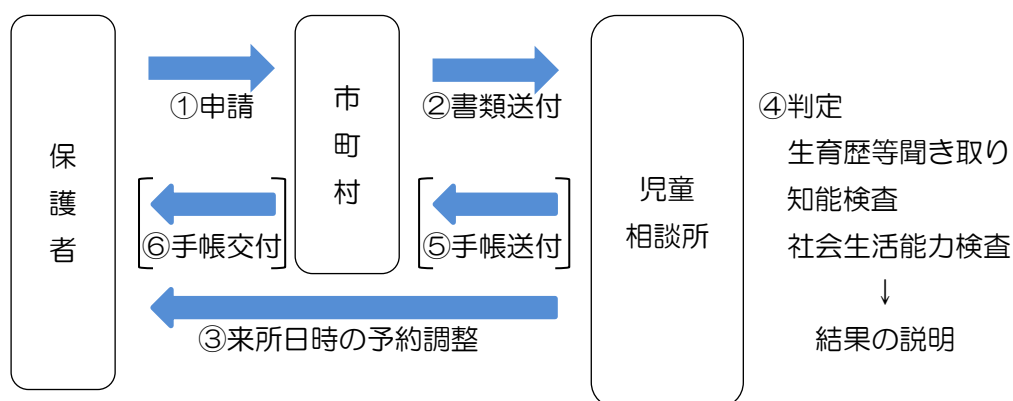 保護者
①申請
市町村
②書類送付
児童
相談所
④判定
生育歴等聞き取り
知能検査
社会生活能力検査
↓
結果の説明
⑥手帳交付
⑤手帳送付
③来所日時の予約調整